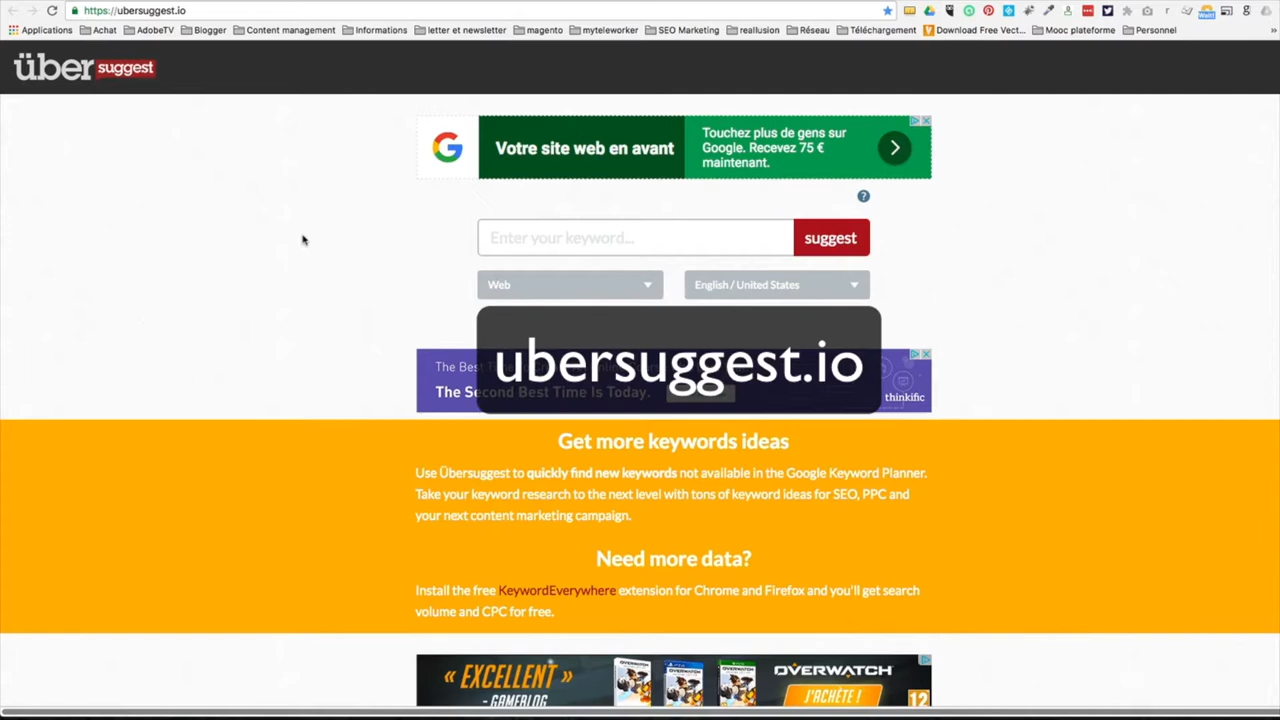 https://ubersuggest.io
Applications Achat AdobeTV Blogger Content management Informations letter et newsletter magento myteleworker SEO Marketing reallusion Réseau Téléchargement Download Free Vect... Mooc plateforme Personnel »
über suggest
Votre site web en avant
Touchez plus de gens sur
Google. Recevez 75 €
maintenant.
?
Enter your keyword...
suggest
Web
English / United States
ubersuggest.io
The Best
The Second Best Time Is Today.
thinkific
Get more keywords ideas
Use Übersuggest to quickly find new keywords not available in the Google Keyword Planner.
Take your keyword research to the next level with tons of keyword ideas for SEO, PPC and
your next content marketing campaign.
Need more data?
Install the free KeywordEverywhere extension for Chrome and Firefox and you'll get search
volume and CPC for free.
« EXCELLENT »
- GAMEBLOG
OVERWATCH
J'ACHÈTE !
12